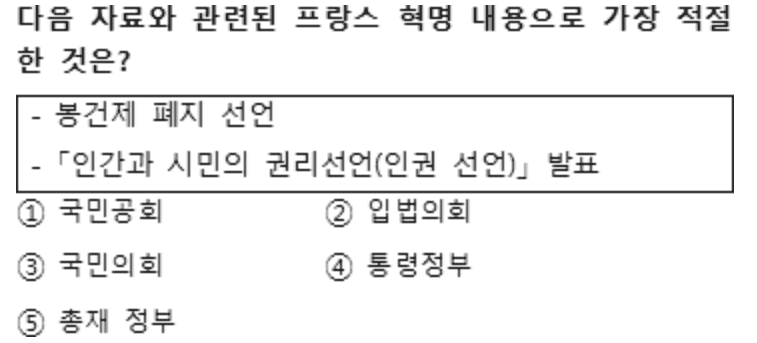 다음 자료와 관련된 프랑스 혁명 내용으로 가장 적절
한 것은?
- 봉건제 폐지 선언
-「인간과 시민의 권리선언(인권 선언)」 발표
① 국민공회 ② 입법의회
③ 국민의회 ④ 통령정부
⑤ 총재 정부